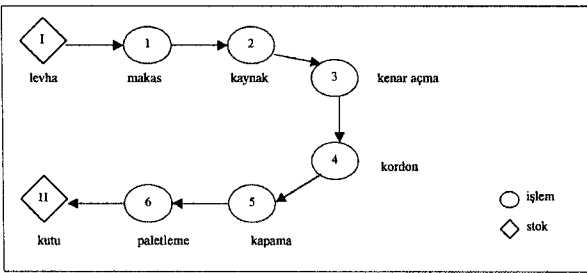 I
1
2
levha
makas
kaynak
3
kenar açma
4
kordon
II
6
5
işlem
stok
kutu
paletleme
kapama